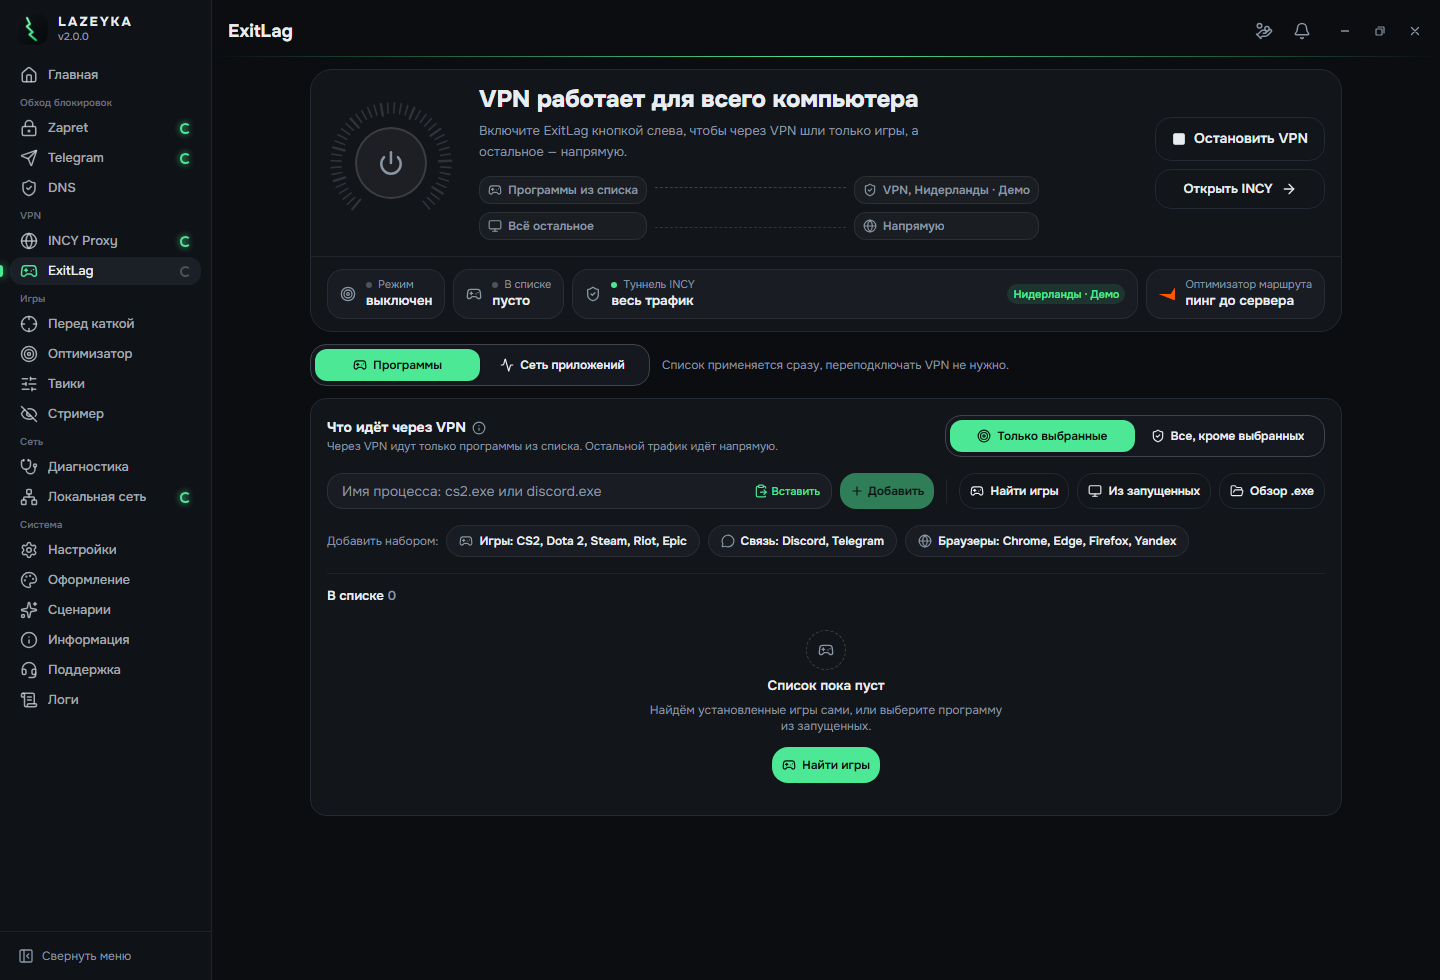 LAZEYKA
v2.0.0
Главная
Обход блокировок
Zapret
Telegram
DNS
VPN
INCY Proxy
ExitLag
Игры
Перед каткой
Оптимизатор
Твики
Стример
Сеть
Диагностика
Локальная сеть
Система
Настройки
Оформление
Сценарии
Информация
Поддержка
Логи
Свернуть меню
ExitLag
VPN работает для всего компьютера
Включите ExitLag кнопкой слева, чтобы через VPN шли только игры, а
остальное — напрямую.
Программы из списка
VPN, Нидерланды · Демо
Всё остальное
Напрямую
Остановить VPN
Открыть INCY
Режим
выключен
В списке
пусто
Туннель INCY
весь трафик
Нидерланды · Демо
Оптимизатор маршрута
пинг до сервера
Программы
Сеть приложений
Список применяется сразу, переподключать VPN не нужно.
Что идёт через VPN
Через VPN идут только программы из списка. Остальной трафик идёт напрямую.
Только выбранные
Все, кроме выбранных
Имя процесса: cs2.exe или discord.exe
Вставить
Добавить
Найти игры
Из запущенных
Обзор .exe
Добавить набором:
Игры: CS2, Dota 2, Steam, Riot, Epic
Связь: Discord, Telegram
Браузеры: Chrome, Edge, Firefox, Yandex
В списке 0
Список пока пуст
Найдём установленные игры сами, или выберите программу
из запущенных.
Найти игры